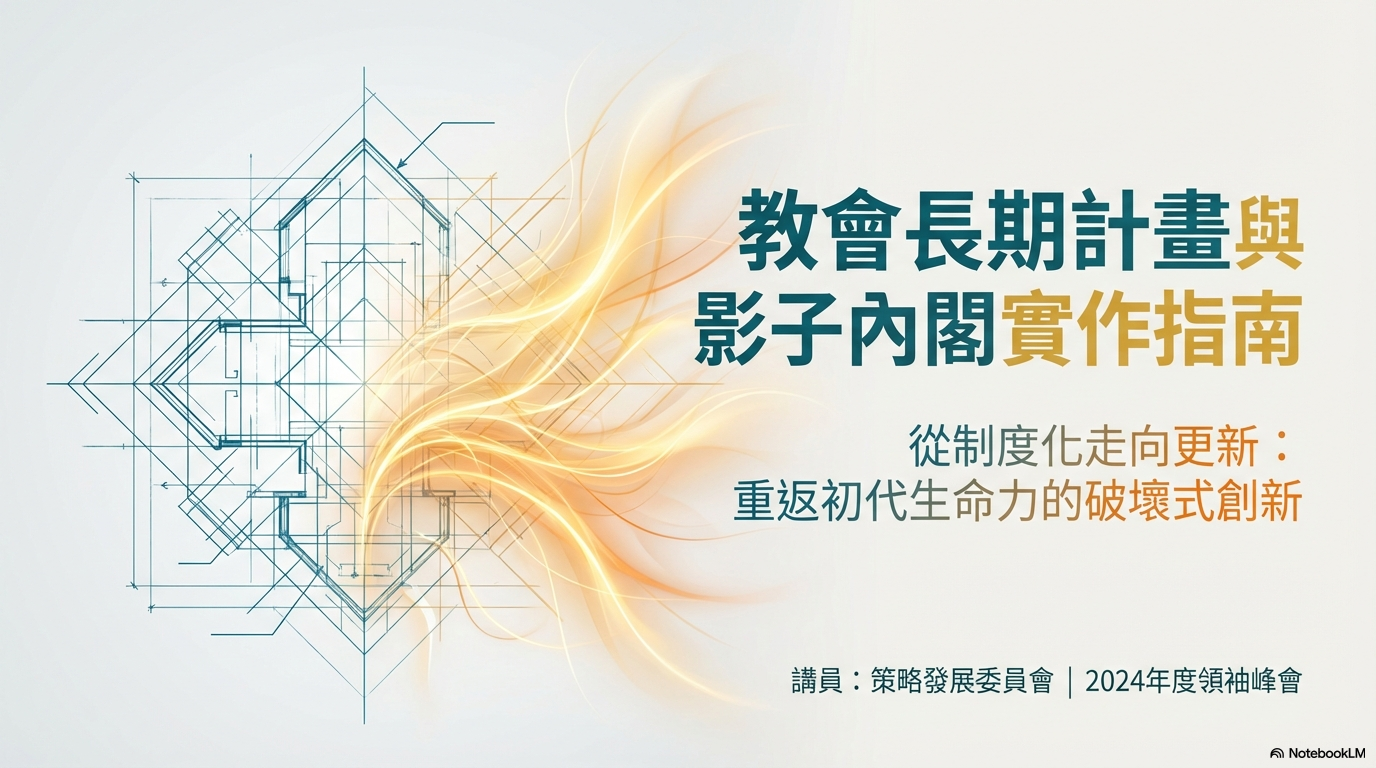 教會長期計畫與
影子內閣實作指南
從制度化走向更新：
重返初代生命力的破壞式創新
講員：策略發展委員會｜2024年度領袖峰會
NotebookLM